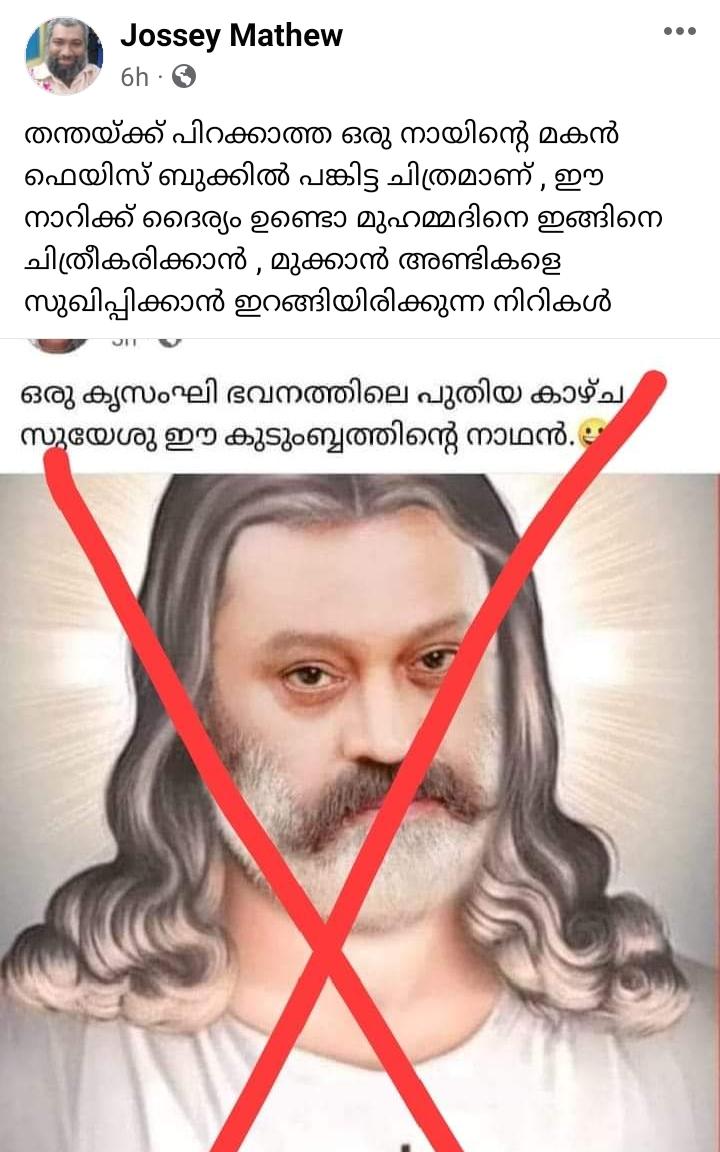 Jossey Mathew
6h ·
തന്തയ്ക്ക് പിറക്കാത്ത ഒരു നായിന്റെ മകൻ
ഫെയിസ് ബുക്കിൽ പങ്കിട്ട ചിത്രമാണ് , ഈ
നാറിക്ക് ദൈര്യം ഉണ്ടൊ മുഹമ്മദിനെ ഇങ്ങിനെ
ചിത്രീകരിക്കാൻ , മുക്കാൻ അണ്ടികളെ
സുഖിപ്പിക്കാൻ ഇറങ്ങിയിരിക്കുന്ന നിറികൾ
ഒരു കൃസംഘി ഭവനത്തിലെ പുതിയ കാഴ്ച
സുയേശു ഈ കുടുംബ്ബത്തിന്റെ നാഥൻ.😀